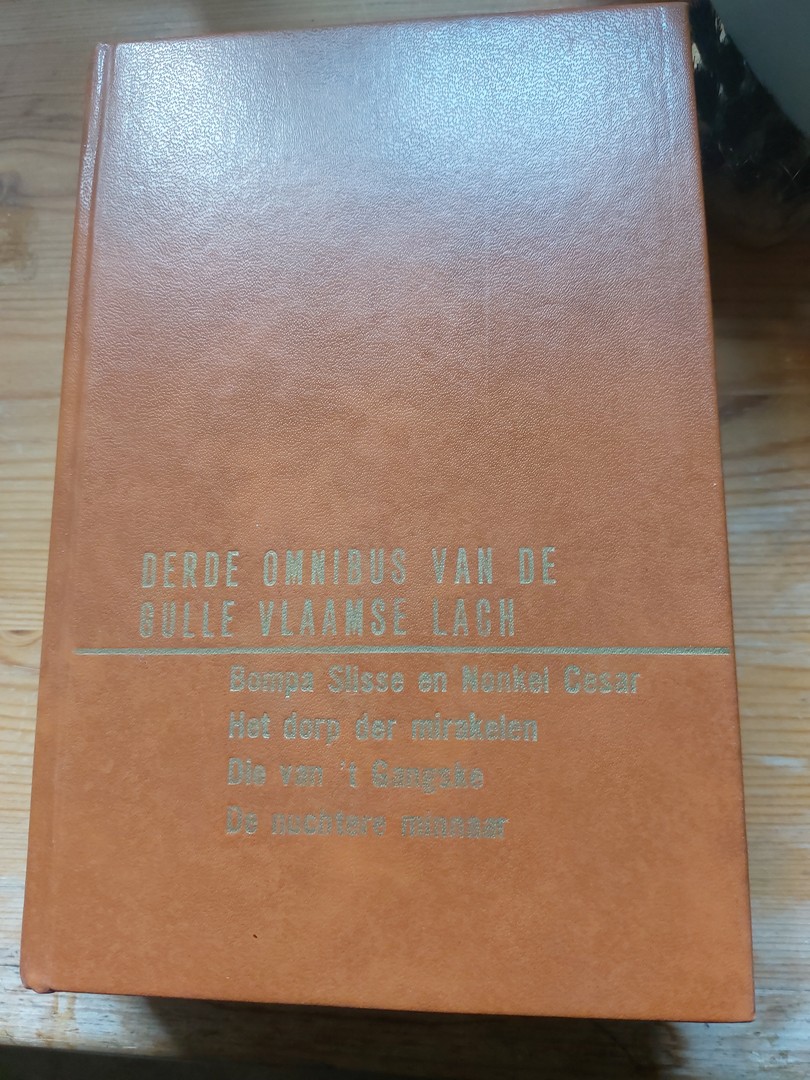 DERDE OMNIBUS VAN DE
GULLE VLAAMSE LACH
Bompa Slisse en Nonkel Cesar
Het dorp der mirakelen
Die van 't Gangske
De nuchtere minnaar